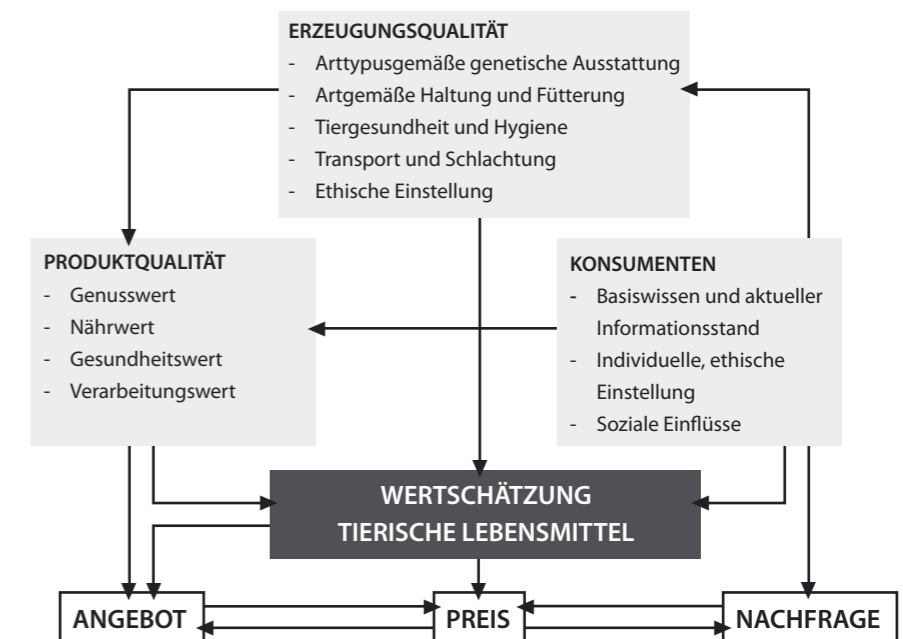 ERZEUGUNGSQUALITÄT
- Arttypusgemäße genetische Ausstattung
- Artgemäße Haltung und Fütterung
- Tiergesundheit und Hygiene
- Transport und Schlachtung
- Ethische Einstellung
PRODUKTQUALITÄT
- Genusswert
- Nährwert
- Gesundheitswert
- Verarbeitungswert
KONSUMENTEN
- Basiswissen und aktueller
Informationsstand
- Individuelle, ethische
Einstellung
- Soziale Einflüsse
WERTSCHÄTZUNG
TIERISCHE LEBENSMITTEL
ANGEBOT
PREIS
NACHFRAGE